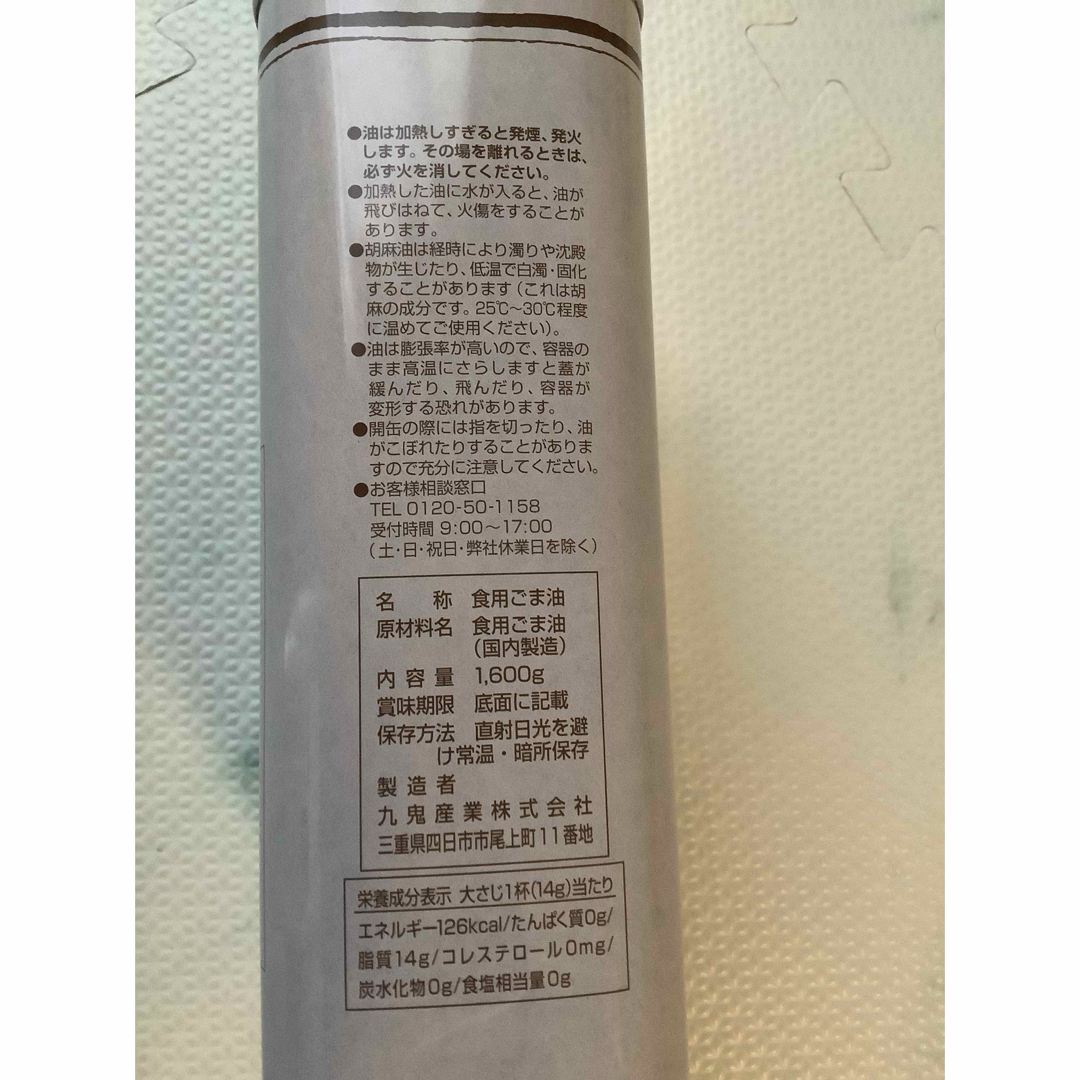 ●油は加熱しすぎると発煙、発火
します。その場を離れるときは、
必ず火を消してください。
●加熱した油に水が入ると、油が
飛びはねて、火傷をすることが
あります。
●胡麻油は経時により濁りや沈殿
物が生じたり、低温で白濁・固化
することがあります(これは胡
麻の成分です。25℃〜30℃程度
に温めてご使用ください)。
●油は膨張率が高いので、容器の
まま高温にさらしますと蓋が
緩んだり、飛んだり、容器が
変形する恐れがあります。
●開缶の際には指を切ったり、油
がこぼれたりすることがありま
すので充分に注意してください。
●お客様相談窓口
TEL 0120-50-1158
受付時間 9:00〜17:00
(土・日・祝日・弊社休業日を除く)
名 称 食用ごま油
原材料名 食用ごま油
(国内製造)
内容量 1,600g
賞味期限 底面に記載
保存方法 直射日光を避
け常温・暗所保存
製造者
九鬼産業株式会社
三重県四日市市尾上町11番地
栄養成分表示 大さじ1杯(14g)当たり
エネルギー126kcal/たんぱく質0g/
脂質14g/コレステロール0mg/
炭水化物0g/食塩相当量0g